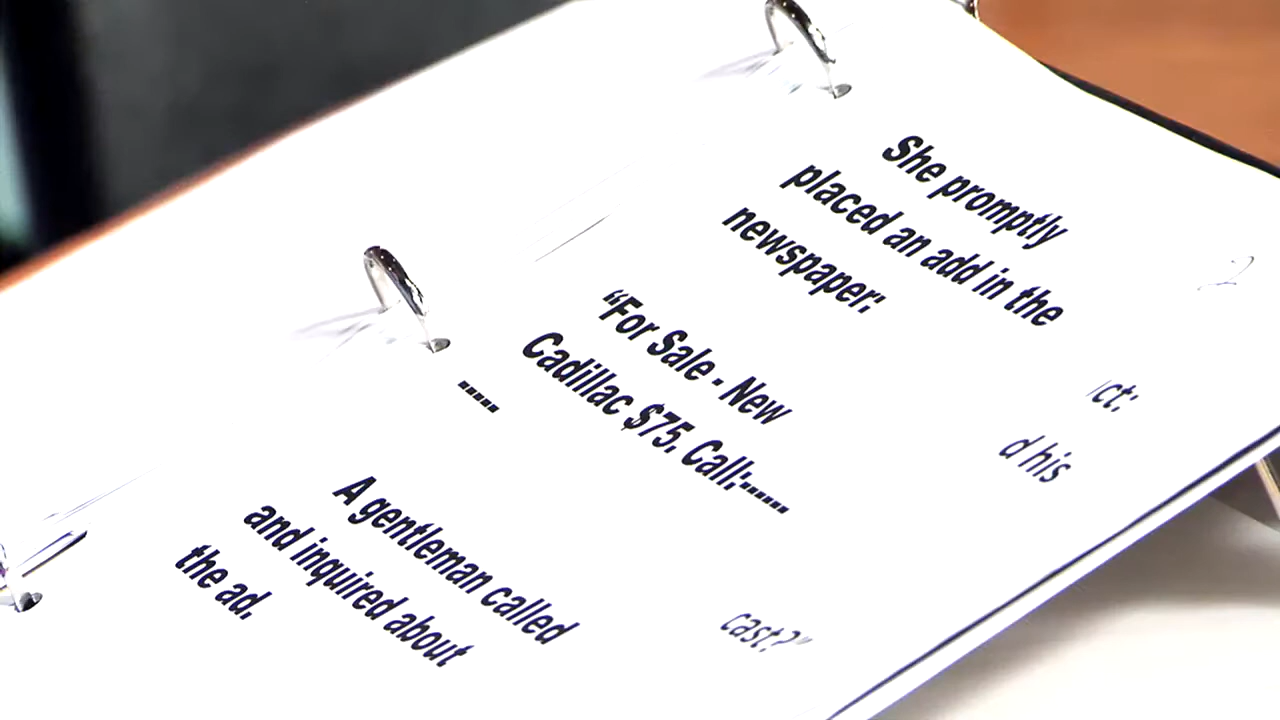 She promptly
placed an add in the
newspaper:
“For Sale - New
Cadillac $75. Call:-----
-----
A gentleman called
and inquired about
the ad.
d his
cast?”